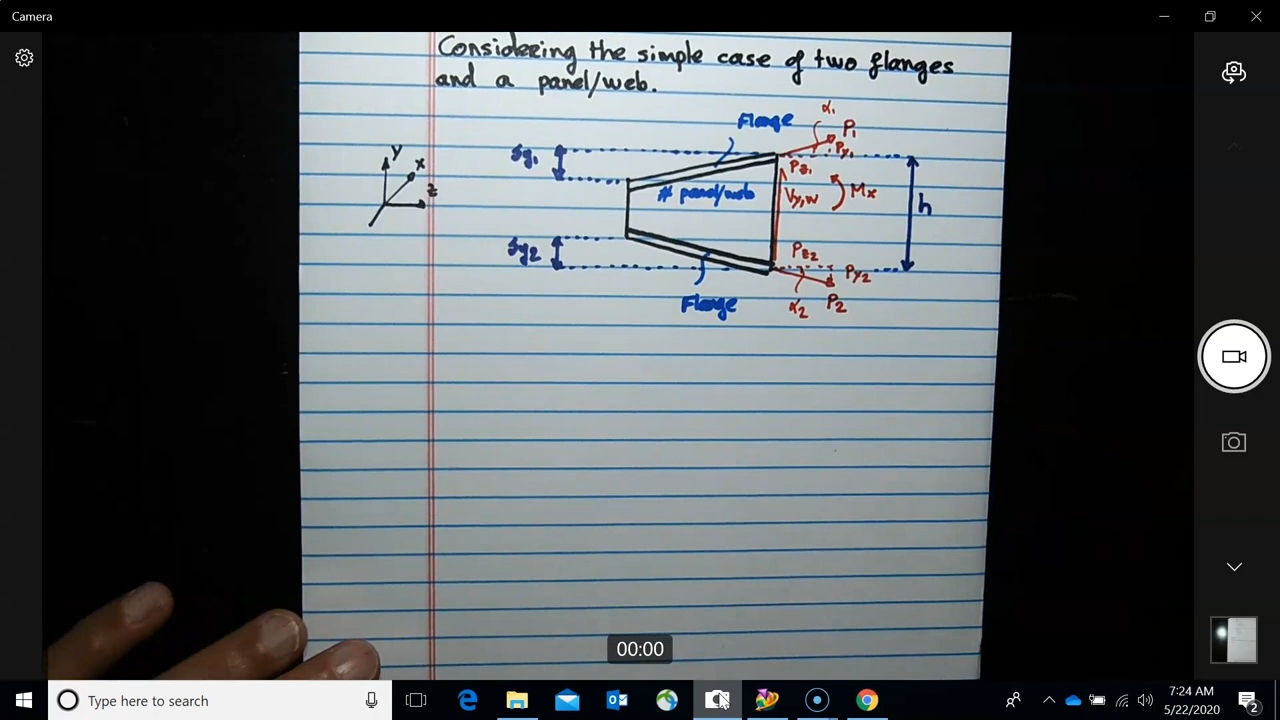 Camera
Considering the simple case of two flanges
and a panel/web.
α1
Flange
P1
Py1
δy1
Y
X
Z
Pz1
panel/web
Vy,w
Mx
h
δy2
Pz2
Py2
Flange
α2
P2
00:00
Type here to search
7:24 AM
5/22/2020
2